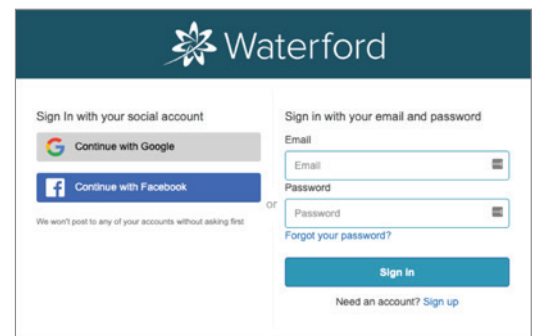 Waterford
Sign In with your social account
Continue with Google
Continue with Facebook
We won't post to any of your accounts without asking first
or
Sign in with your email and password
Email
Email
Password
Password
Forgot your password?
Sign in
Need an account? Sign up